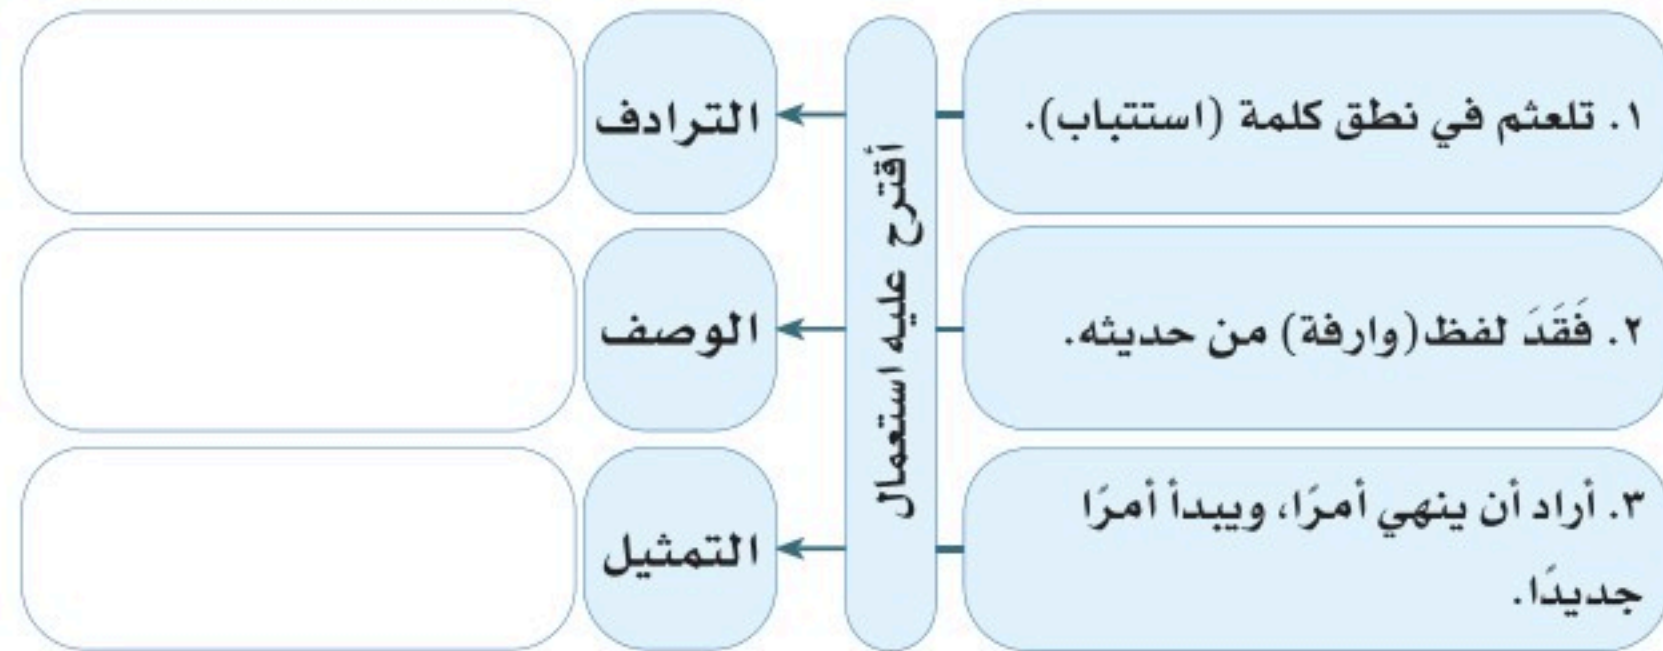 ١. تلعثم في نطق كلمة (استتباب).
أقترح عليه استعمال
الترادف
٢. فَقَدَ لفظ (وارفة) من حديثه.
الوصف
٣. أراد أن ينهي أمرًا، ويبدأ أمرًا
جديدًا.
التمثيل